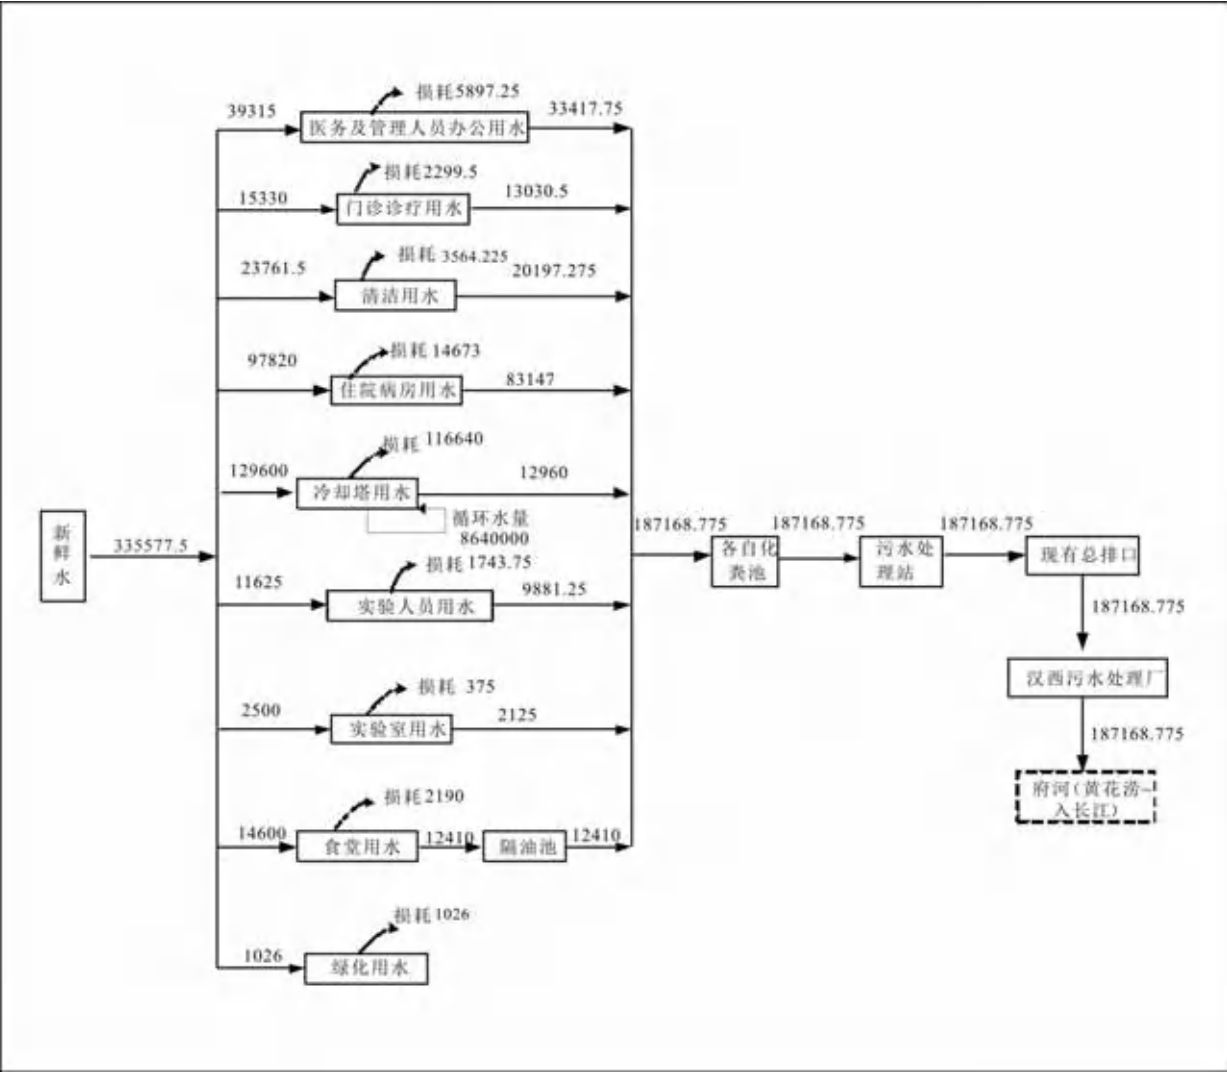 损耗5897.25
39315
33417.75
医务及管理人员办公用水
损耗2299.5
15330
13030.5
门诊诊疗用水
损耗 3564.225
23761.5
20197.275
清洁用水
损耗 14673
97820
83147
住院病房用水
损耗 116640
129600
12960
冷却塔用水
循环水量
8640000
新鲜水
335577.5
187168.775
各自化
粪池
187168.775
污水处
理站
187168.775
现有总排口
损耗 1743.75
11625
9881.25
实验人员用水
187168.775
汉西污水处理厂
187168.775
府河(黄花涝-
入长江)
损耗 375
2500
2125
实验室用水
损耗2190
14600
食堂用水
12410
隔油池
12410
损耗1026
1026
绿化用水